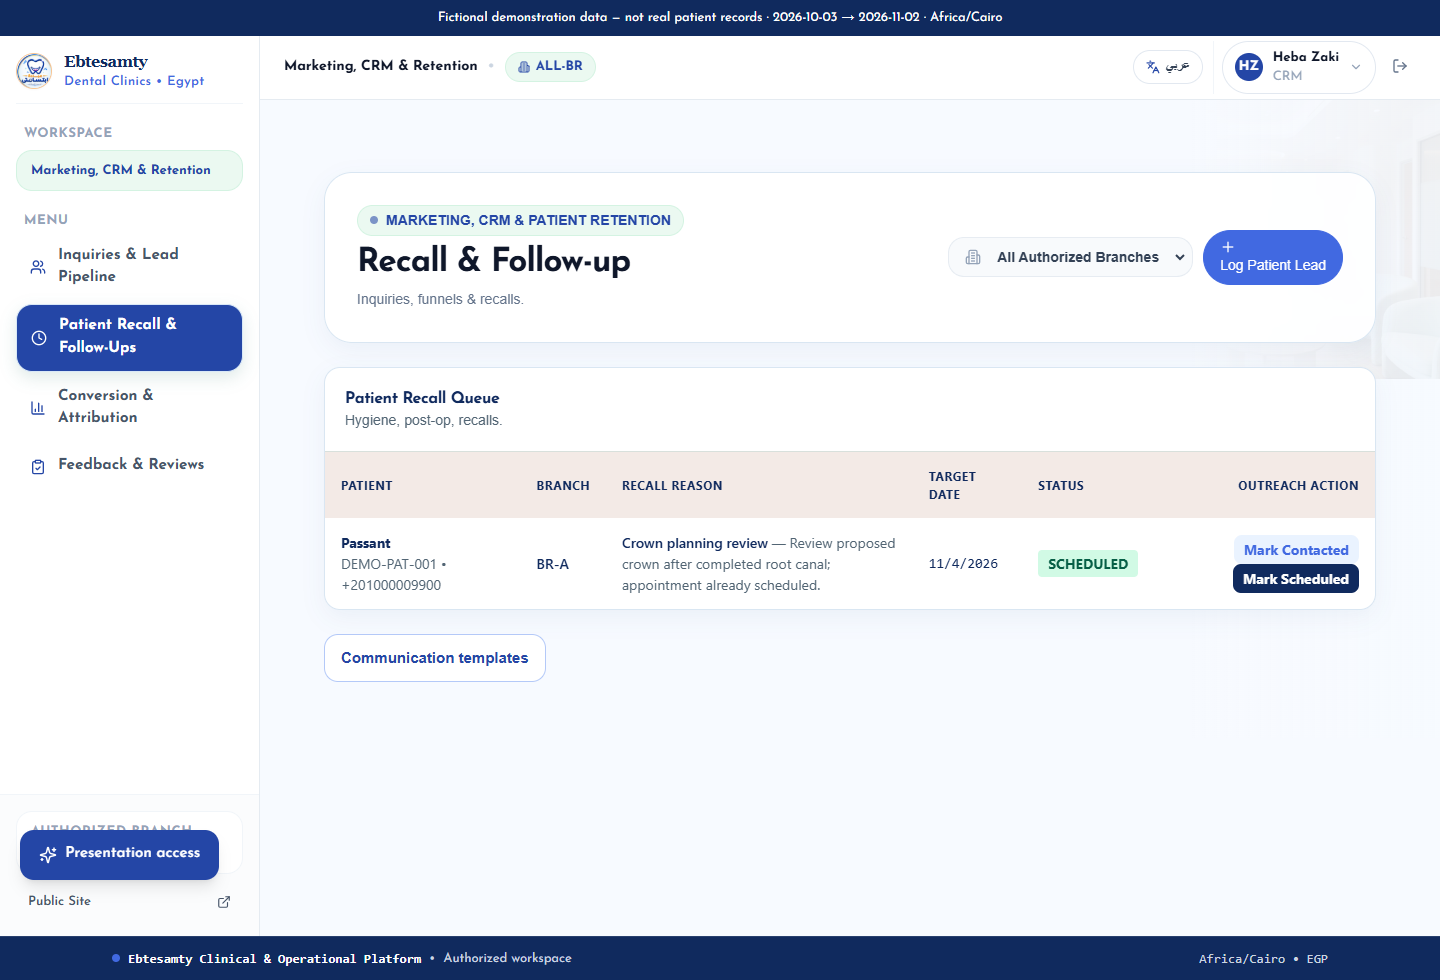 Fictional demonstration data — not real patient records · 2026-10-03 → 2026-11-02 · Africa/Cairo
Ebtesamty
Dental Clinics • Egypt
Marketing, CRM & Retention
•
ALL-BR
عربي
HZ
Heba Zaki
CRM
WORKSPACE
Marketing, CRM & Retention
MENU
Inquiries & Lead
Pipeline
Patient Recall &
Follow-Ups
Conversion &
Attribution
Feedback & Reviews
AUTHORIZED BRANCH
Presentation access
Public Site
MARKETING, CRM & PATIENT RETENTION
Recall & Follow-up
Inquiries, funnels & recalls.
All Authorized Branches
Log Patient Lead
Patient Recall Queue
Hygiene, post-op, recalls.
PATIENT
BRANCH
RECALL REASON
TARGET
DATE
STATUS
OUTREACH ACTION
Passant
DEMO-PAT-001 •
+201000009900
BR-A
Crown planning review — Review proposed
crown after completed root canal;
appointment already scheduled.
11/4/2026
SCHEDULED
Mark Contacted
Mark Scheduled
Communication templates
Ebtesamty Clinical & Operational Platform • Authorized workspace
Africa/Cairo • EGP